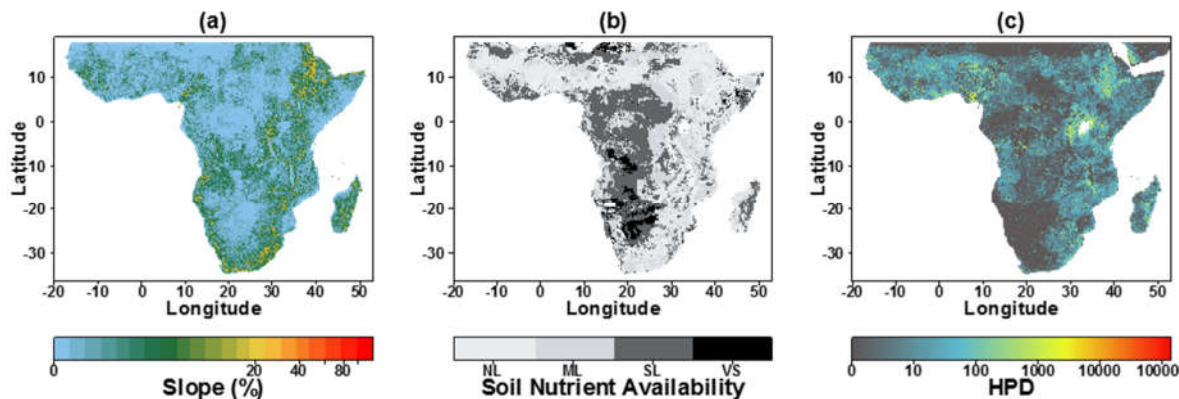 (a) (b) (c)
Latitude Latitude Latitude
10 10 10
0 0 0
-10 -10 -10
-20 -20 -20
-30 -30 -30
-20 -10 0 10 20 30 40 50 -20 -10 0 10 20 30 40 50 -20 -10 0 10 20 30 40 50
Longitude Longitude Longitude
0 20 40 80 NL ML SL VS 0 10 100 1000 10000 100000
Slope (%) Soil Nutrient Availability HPD